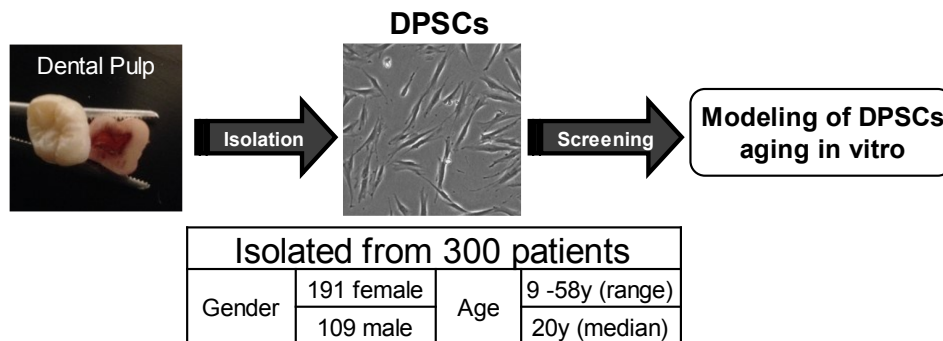 DPSCs
Dental Pulp
Isolation
Screening
Modeling of DPSCs
aging in vitro
Isolated from 300 patients
Gender
191 female
109 male
Age
9 -58y (range)
20y (median)